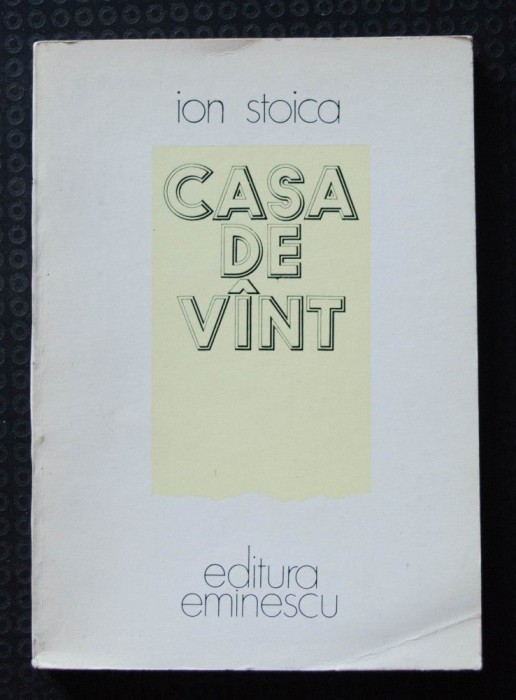 ion stoica
CASA
DE
VÎNT
editura
eminescu